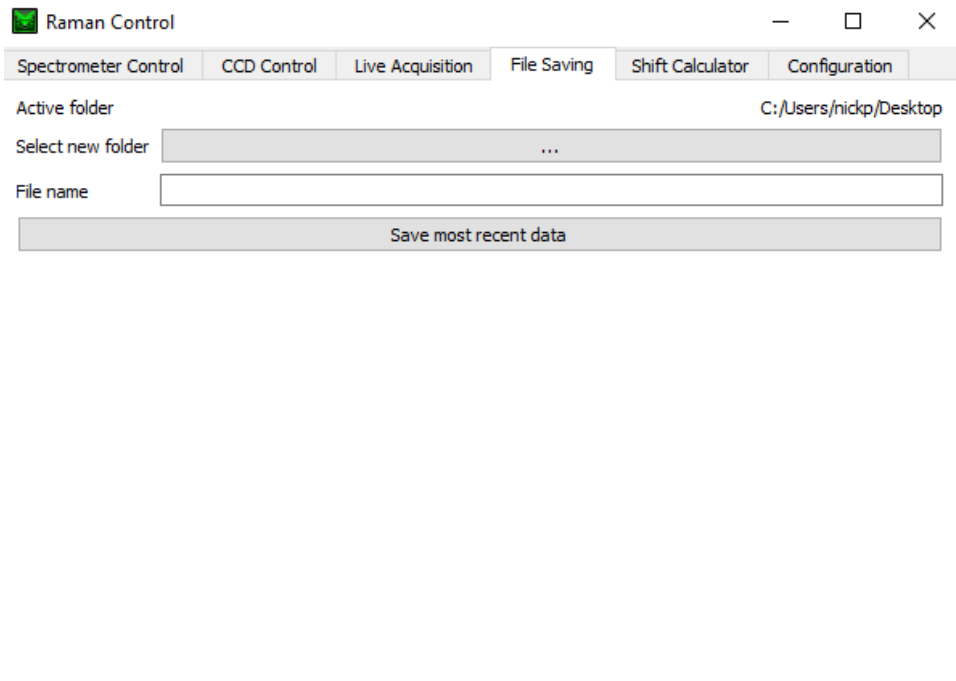 Raman Control
Spectrometer Control CCD Control Live Acquisition File Saving Shift Calculator Configuration
Active folder C:/Users/nickp/Desktop
Select new folder ...
File name
Save most recent data